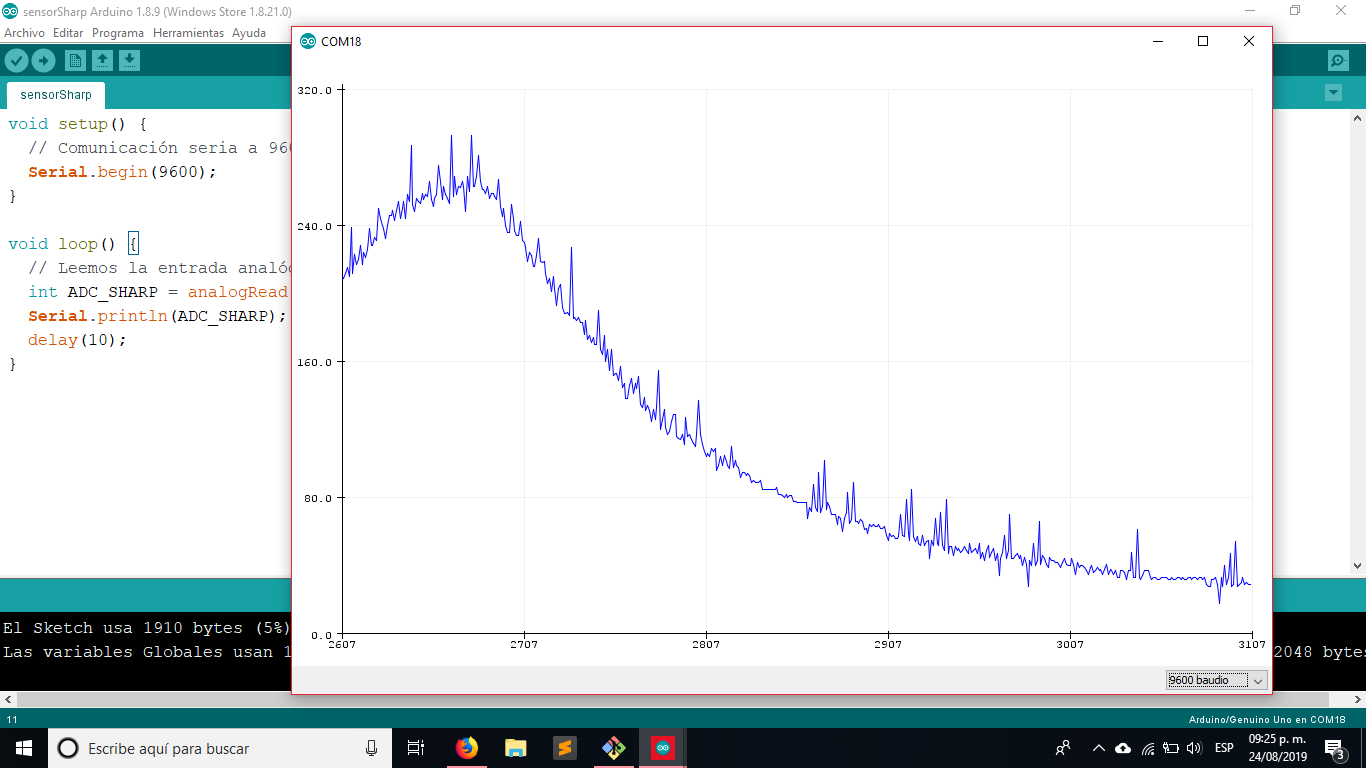 sensorSharp Arduino 1.8.9 (Windows Store 1.8.21.0)
Archivo Editar Programa Herramientas Ayuda
COM18
sensorSharp
void setup() {
// Comunicación seria a 960
Serial.begin(9600);
}
void loop() {
// Leemos la entrada analóg
int ADC_SHARP = analogRead
Serial.println(ADC_SHARP);
delay(10);
}
320.0
240.0
160.0
80.0
0.0
2607 2707 2807 2907 3007 3107
9600 baudio
El Sketch usa 1910 bytes (5%)
Las variables Globales usan 1 2048 bytes
11 Arduino/Genuino Uno en COM18
Escribe aquí para buscar
ESP
09:25 p. m.
24/08/2019
3